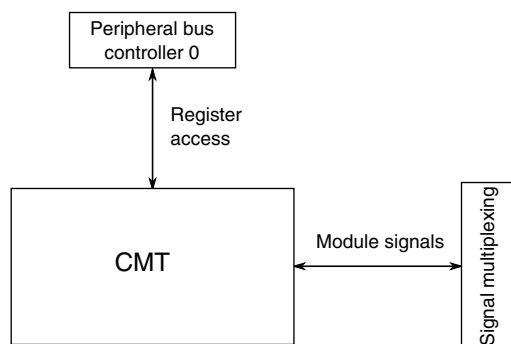 Peripheral bus
controller 0
Register
access
CMT
Module signals
Signal multiplexing